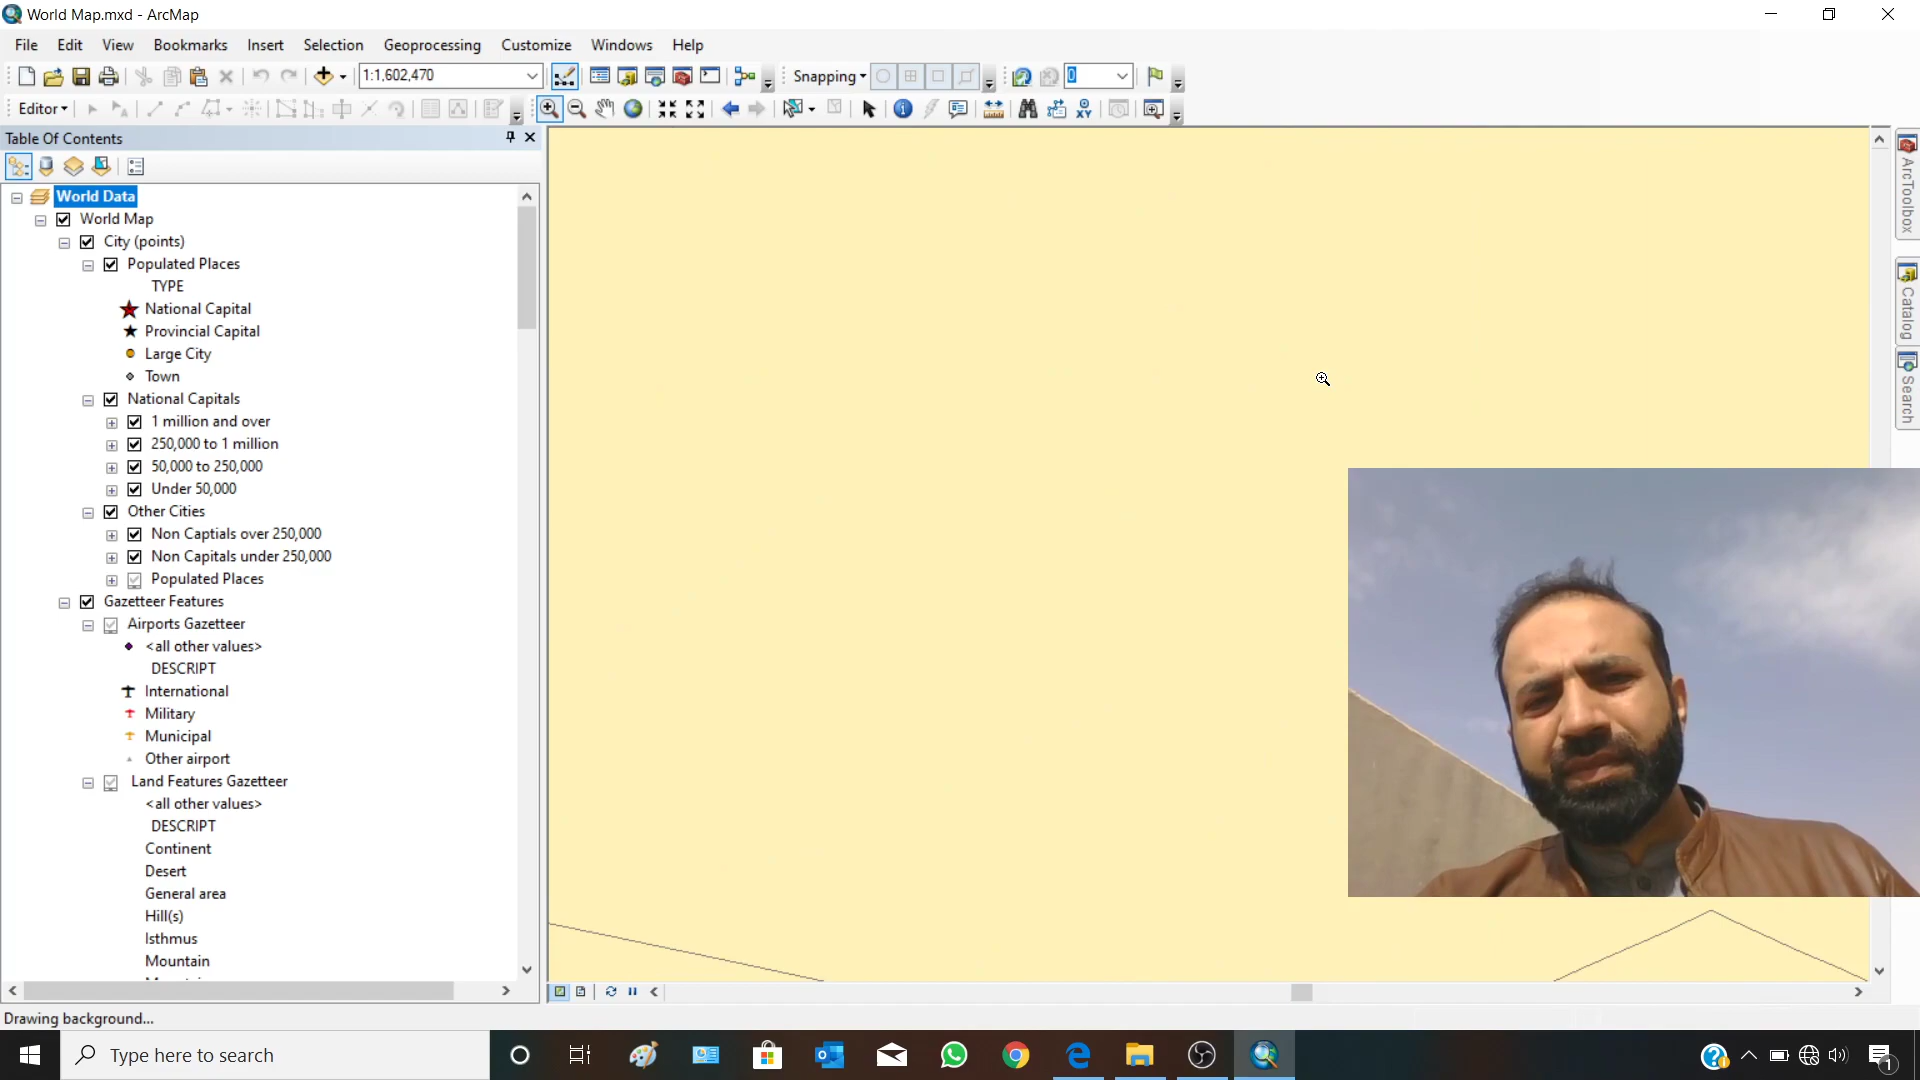 World Map.mxd - ArcMap
File Edit View Bookmarks Insert Selection Geoprocessing Customize Windows Help
1:1,602,470
Snapping
0
Editor
Table Of Contents
World Data
World Map
City (points)
Populated Places
TYPE
National Capital
Provincial Capital
Large City
Town
National Capitals
1 million and over
250,000 to 1 million
50,000 to 250,000
Under 50,000
Other Cities
Non Captials over 250,000
Non Capitals under 250,000
Populated Places
Gazetteer Features
Airports Gazetteer
<all other values>
DESCRIPT
International
Military
Municipal
Other airport
Land Features Gazetteer
<all other values>
DESCRIPT
Continent
Desert
General area
Hill(s)
Isthmus
Mountain
ArcToolbox
Catalog
Search
Drawing background...
Type here to search
1